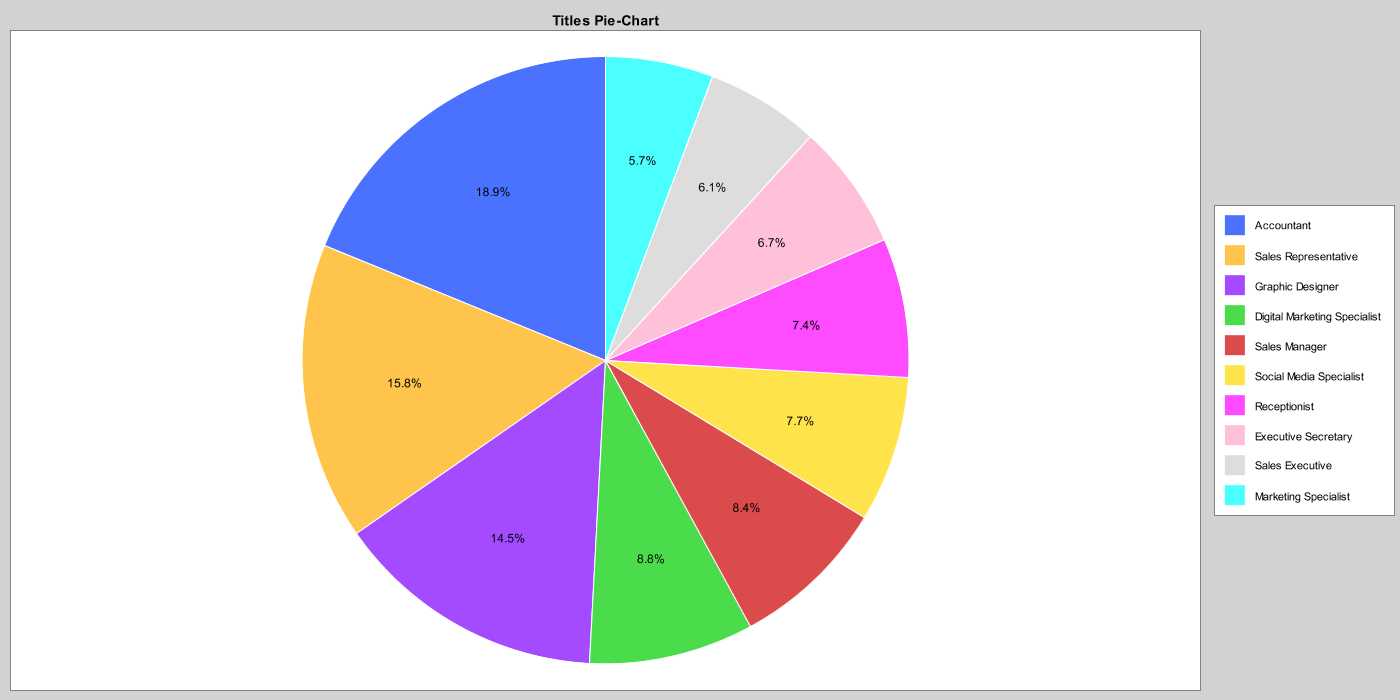 Titles Pie-Chart
5.7%
6.1%
18.9%
6.7%
7.4%
15.8%
7.7%
8.4%
14.5%
8.8%
Accountant
Sales Representative
Graphic Designer
Digital Marketing Specialist
Sales Manager
Social Media Specialist
Receptionist
Executive Secretary
Sales Executive
Marketing Specialist